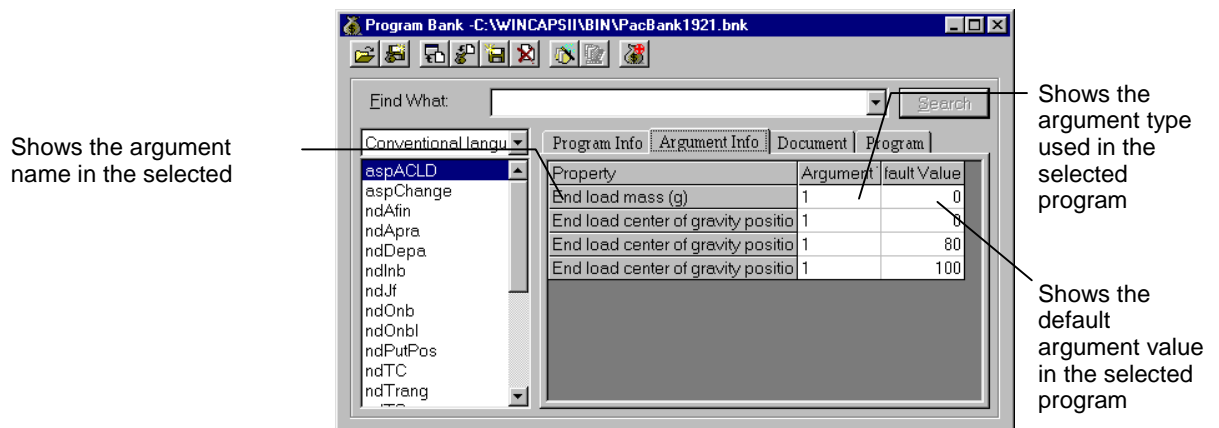 Program Bank -C:\WINCAPSII\BIN\PacBank1921.bnk
Find What:
Search
Shows the
argument type
used in the
selected
program
Shows the argument
name in the selected
Conventional langu
Program Info
Argument Info
Document
Program
aspACLD
aspChange
ndAfin
ndApra
ndDepa
ndInb
ndJf
ndOnb
ndOnbl
ndPutPos
ndTC
ndTrang
Property Argument fault Value
End load mass (g) 1 0
End load center of gravity positio 1 0
End load center of gravity positio 1 80
End load center of gravity positio 1 100
Shows the
default
argument value
in the selected
program